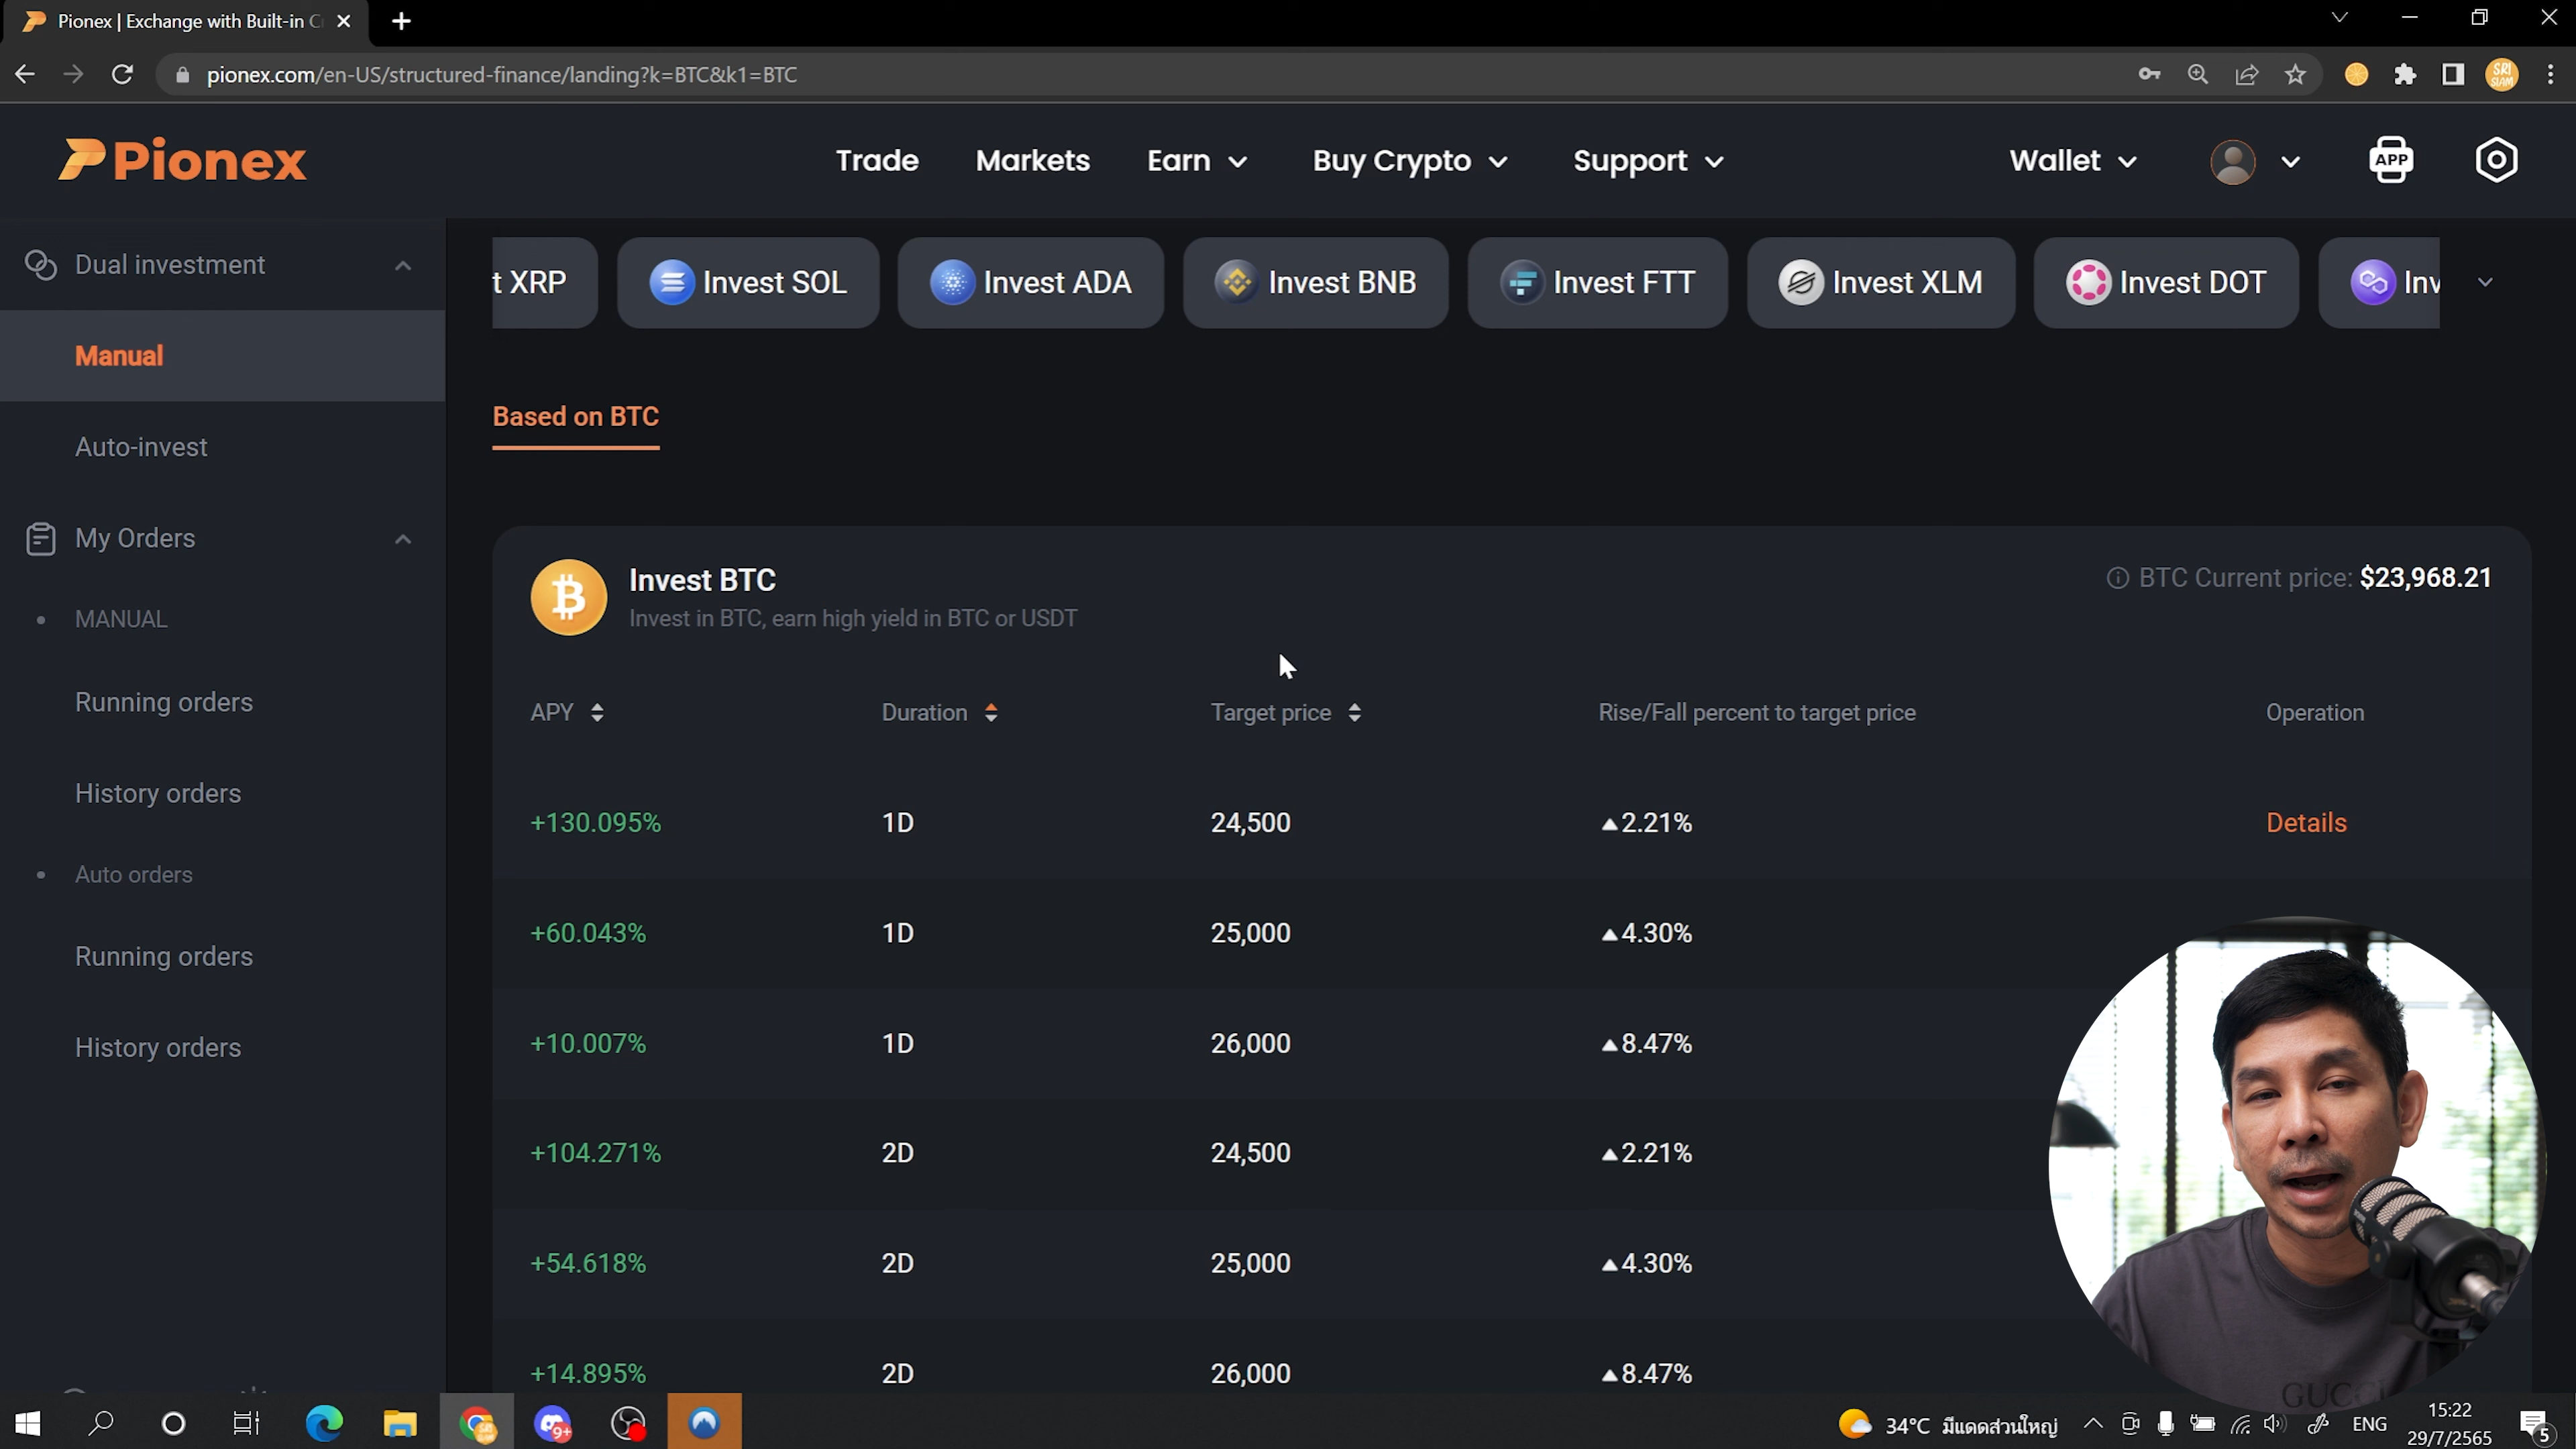 Pionex | Exchange with Built-in Cr
pionex.com/en-US/structured-finance/landing?k=BTC&k1=BTC
SRI
SIAM
Pionex
Trade Markets Earn Buy Crypto Support Wallet APP
Dual investment
Manual
Auto-invest
My Orders
MANUAL
Running orders
History orders
Auto orders
Running orders
History orders
t XRP Invest SOL Invest ADA Invest BNB Invest FTT Invest XLM Invest DOT Inv
Based on BTC
Invest BTC
Invest in BTC, earn high yield in BTC or USDT
BTC Current price: $23,968.21
APY Duration Target price Rise/Fall percent to target price Operation
+130.095% 1D 24,500 ▲2.21% Details
+60.043% 1D 25,000 ▲4.30%
+10.007% 1D 26,000 ▲8.47%
+104.271% 2D 24,500 ▲2.21%
+54.618% 2D 25,000 ▲4.30%
+14.895% 2D 26,000 ▲8.47%
GUCCI
9+
34°C มีแดดส่วนใหญ่
ENG
15:22
29/7/2565
5